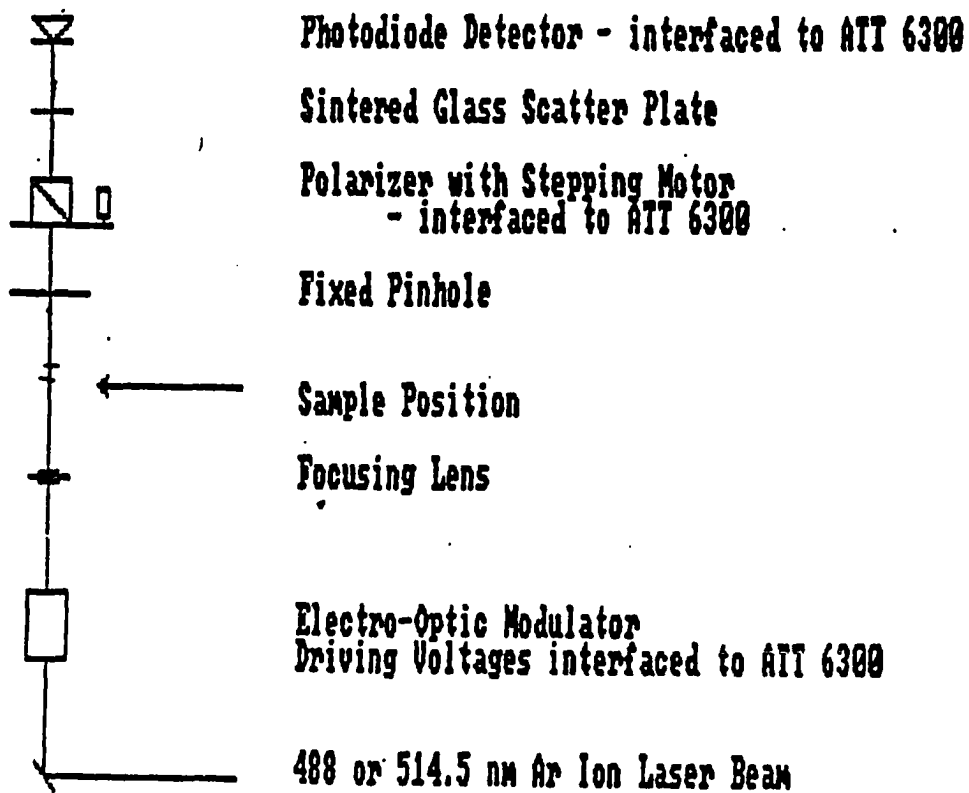 Photodiode Detector - interfaced to ATT 6300
Sintered Glass Scatter Plate
Polarizer with Stepping Motor
- interfaced to ATT 6300
Fixed Pinhole
Sample Position
Focusing Lens
Electro-Optic Modulator
Driving Voltages interfaced to ATT 6300
488 or 514.5 nm Ar Ion Laser Beam